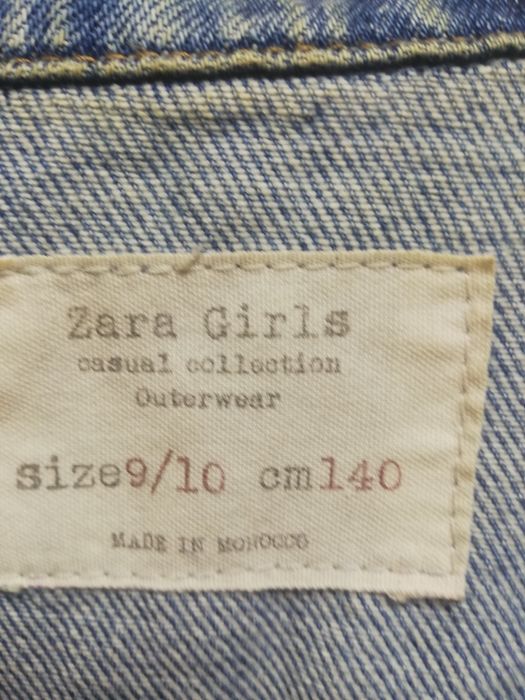 Zara Girls
casual collection
Outerwear
size9/10 cm140
MADE IN MOROCCO